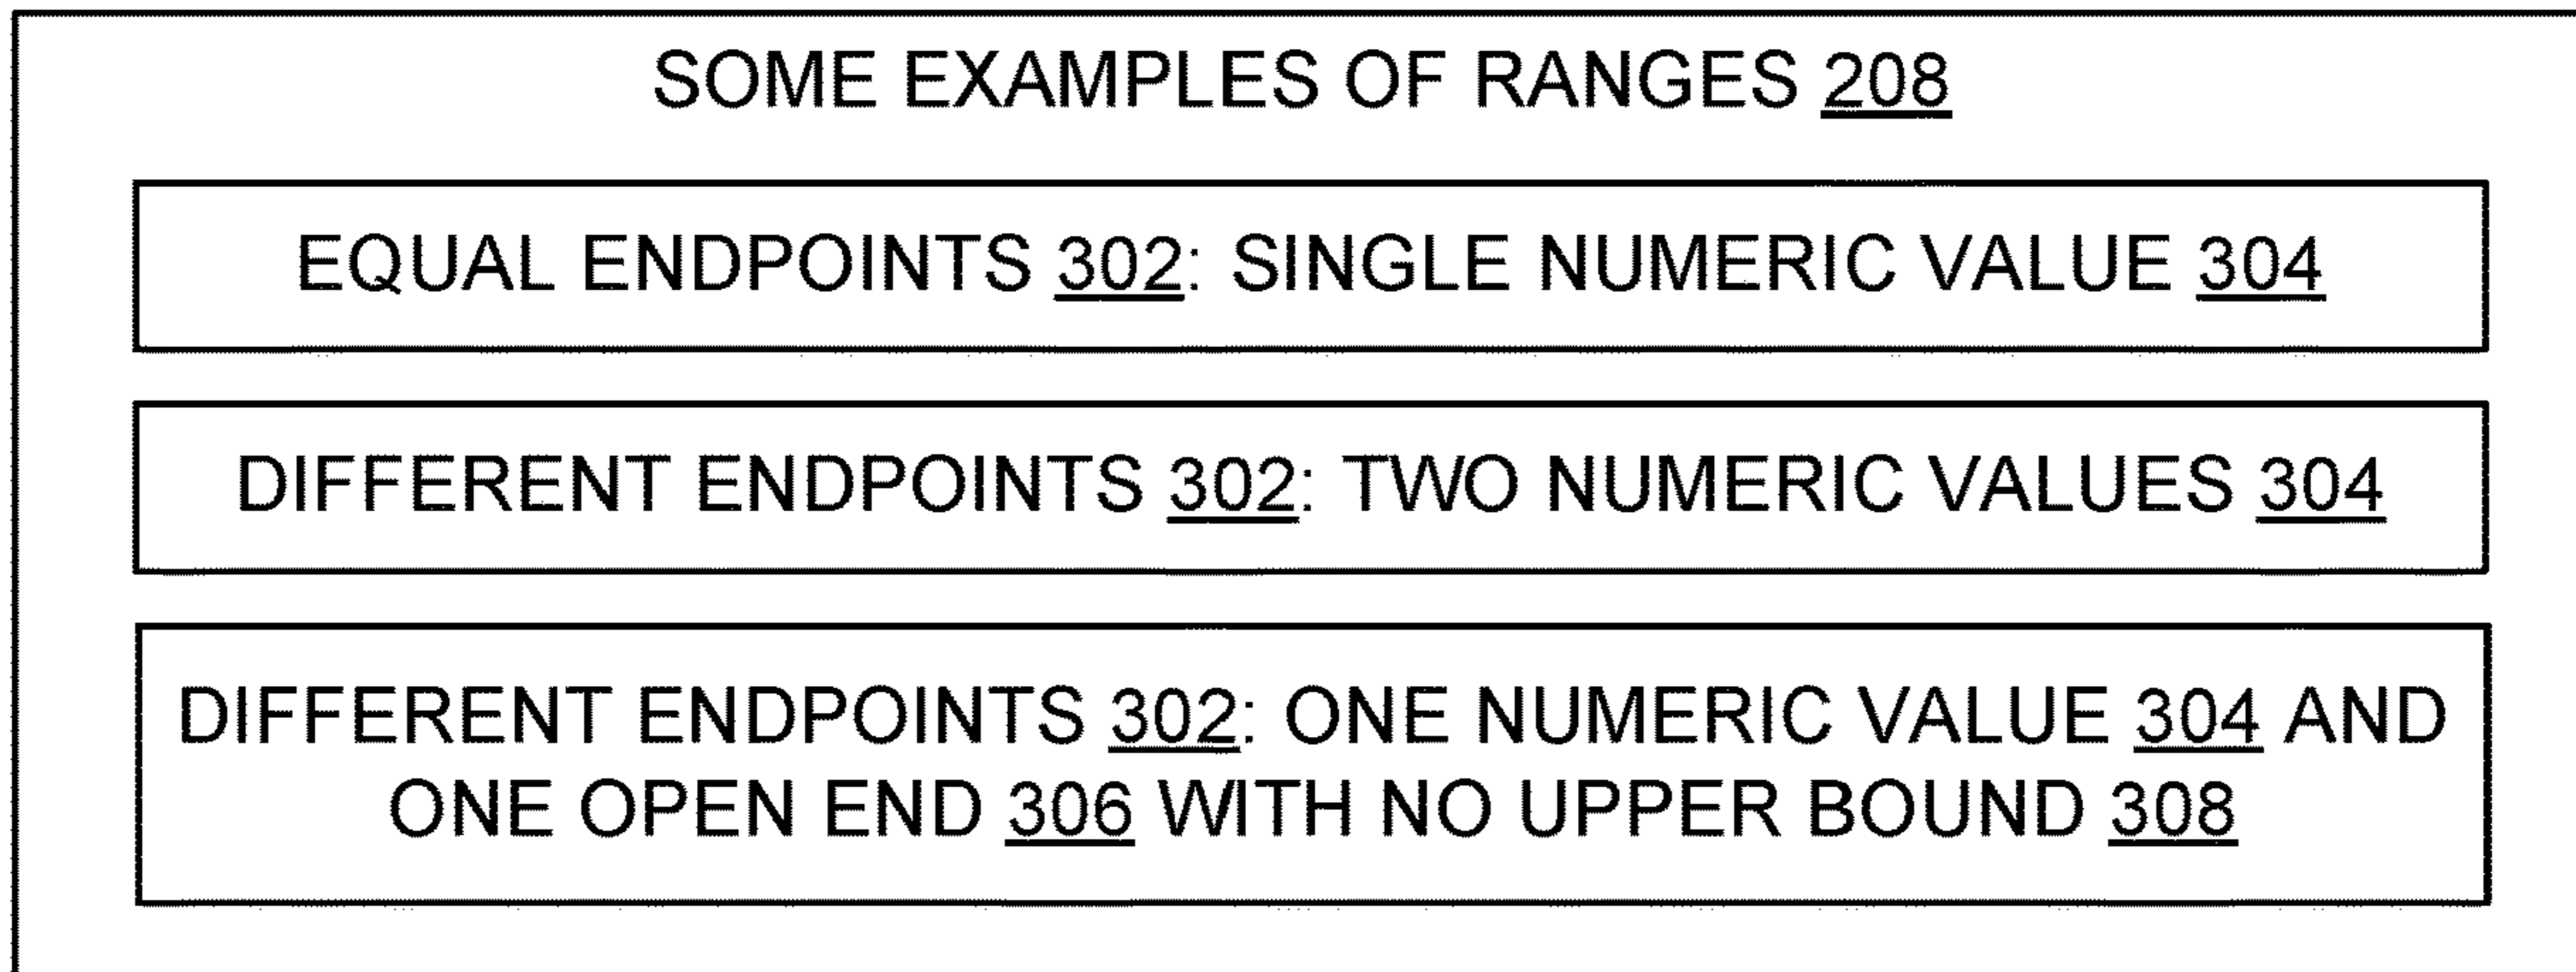 SOME EXAMPLES OF RANGES 208
EQUAL ENDPOINTS 302: SINGLE NUMERIC VALUE 304
DIFFERENT ENDPOINTS 302: TWO NUMERIC VALUES 304
DIFFERENT ENDPOINTS 302: ONE NUMERIC VALUE 304 AND
ONE OPEN END 306 WITH NO UPPER BOUND 308